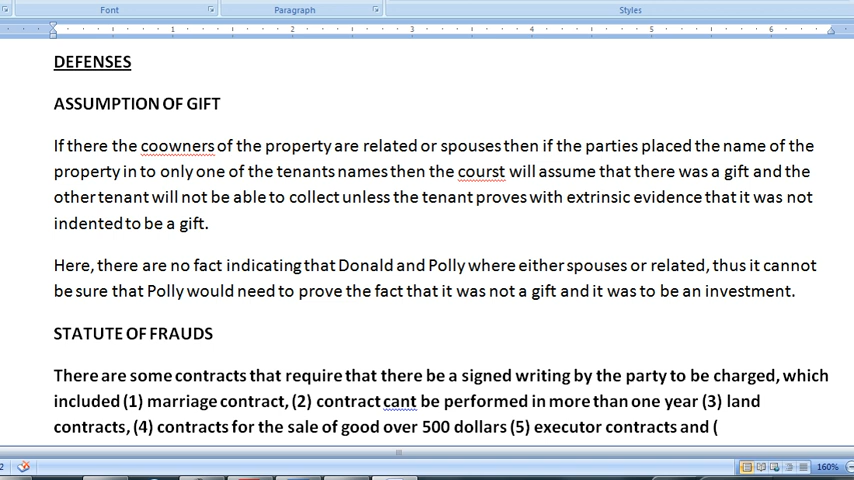 Font Paragraph Styles
1 2 3 4 5 6
DEFENSES
ASSUMPTION OF GIFT
If there the coowners of the property are related or spouses then if the parties placed the name of the
property in to only one of the tenants names then the courst will assume that there was a gift and the
other tenant will not be able to collect unless the tenant proves with extrinsic evidence that it was not
indented to be a gift.
Here, there are no fact indicating that Donald and Polly where either spouses or related, thus it cannot
be sure that Polly would need to prove the fact that it was not a gift and it was to be an investment.
STATUTE OF FRAUDS
There are some contracts that require that there be a signed writing by the party to be charged, which
included (1) marriage contract, (2) contract cant be performed in more than one year (3) land
contracts, (4) contracts for the sale of good over 500 dollars (5) executor contracts and (
2 160%